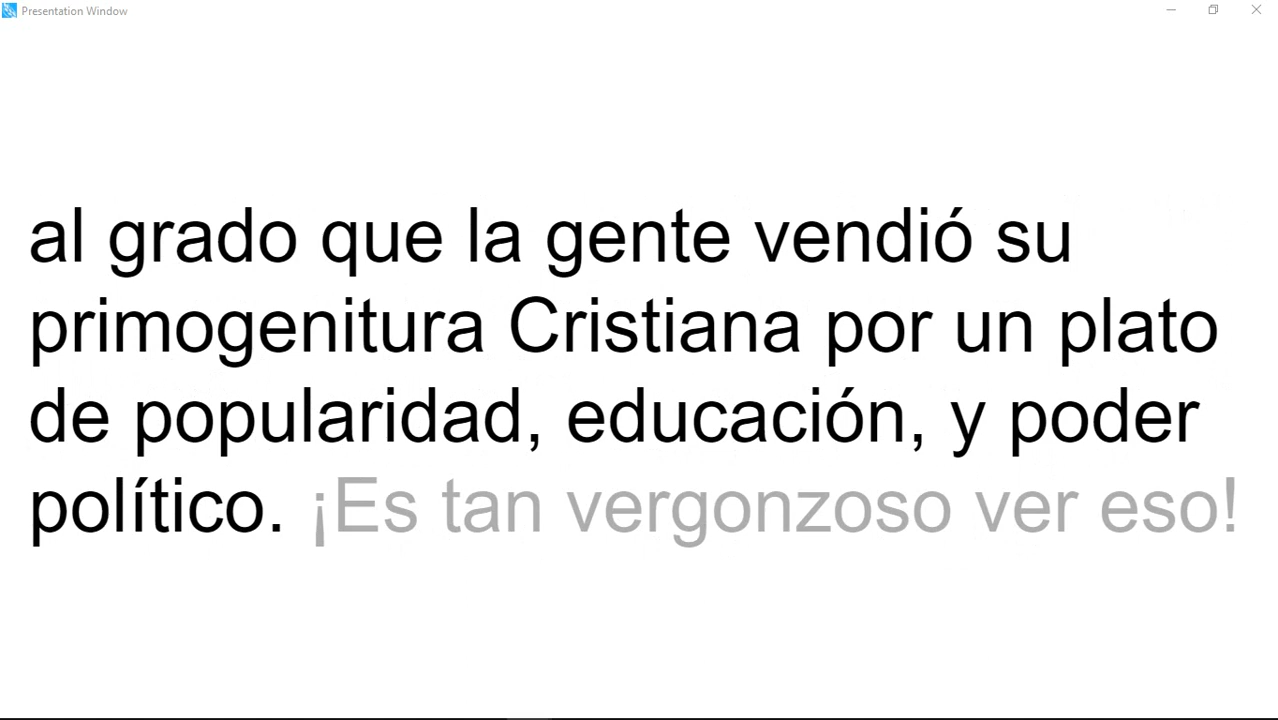 Presentation Window
al grado que la gente vendió su
primogenitura Cristiana por un plato
de popularidad, educación, y poder
político. ¡Es tan vergonzoso ver eso!